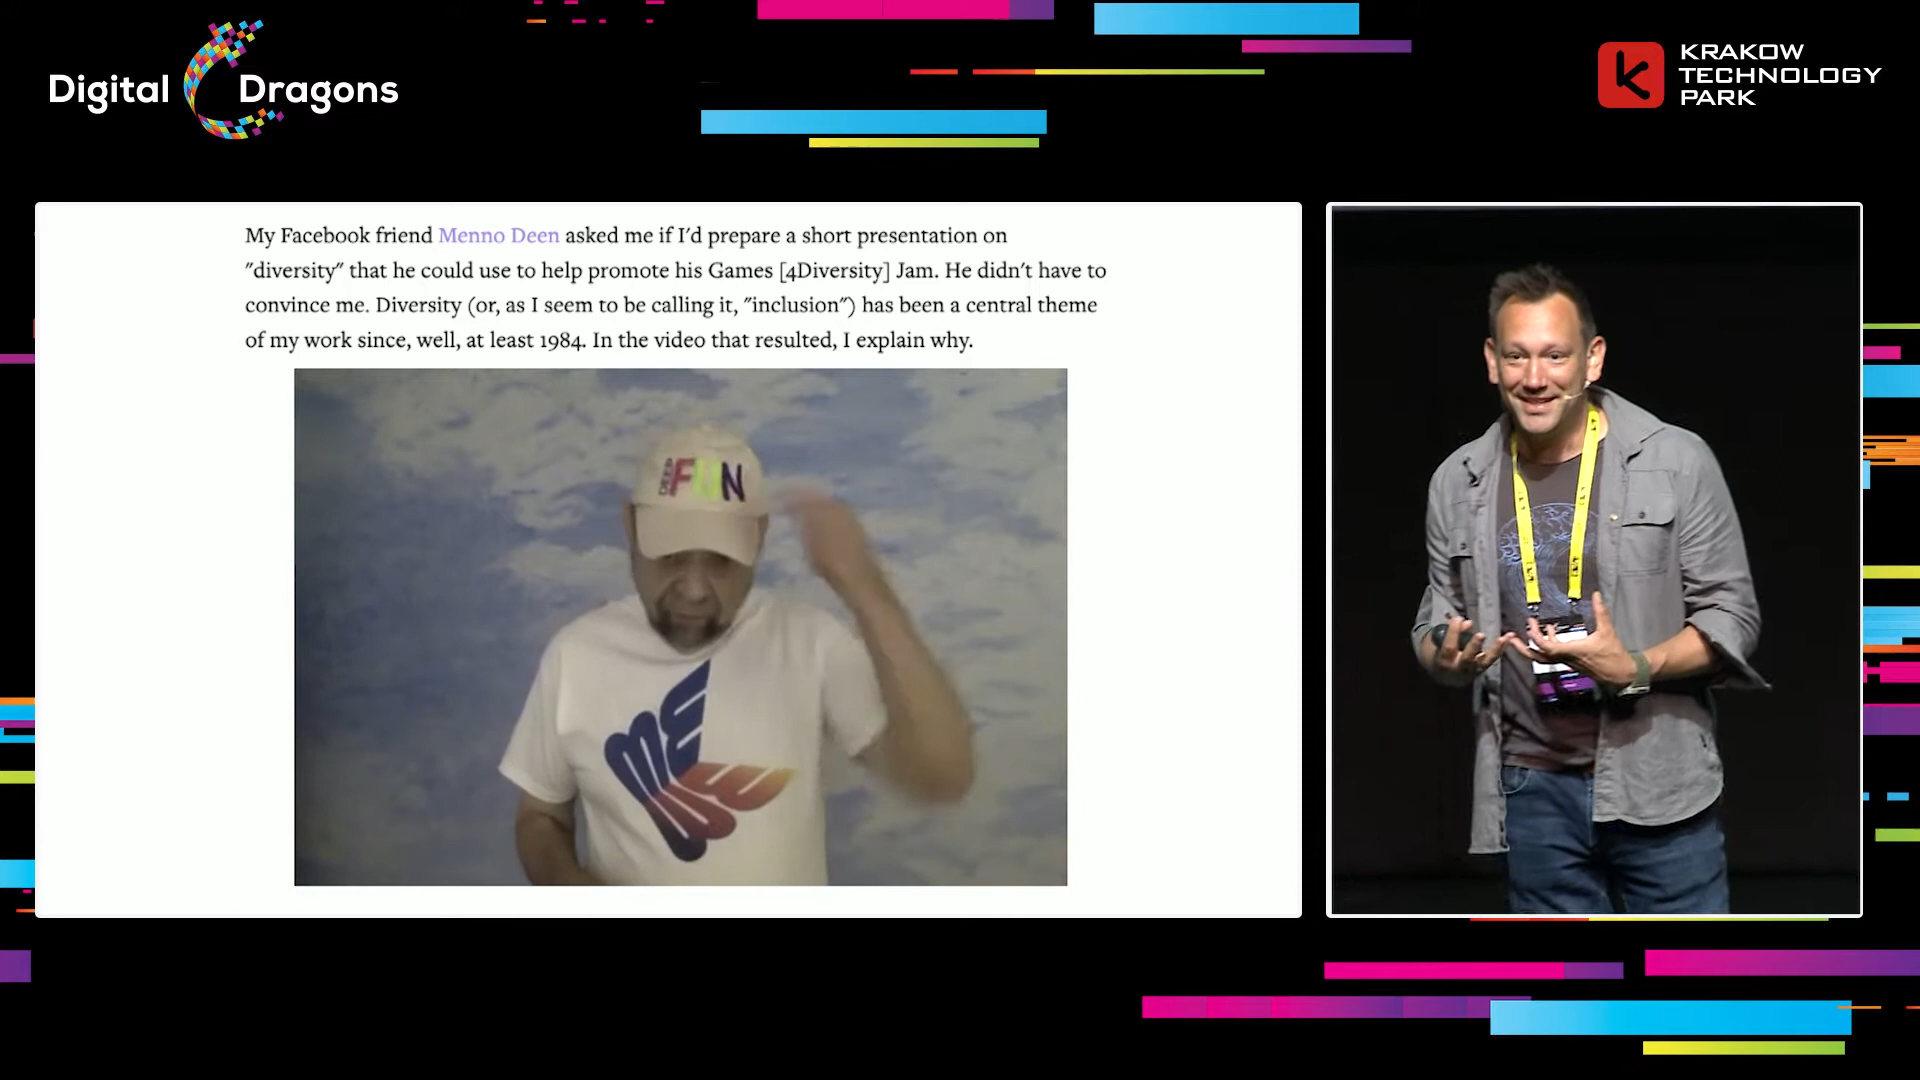 Digital Dragons
KRAKOW
TECHNOLOGY
PARK
My Facebook friend Menno Deen asked me if I'd prepare a short presentation on
"diversity" that he could use to help promote his Games [4Diversity] Jam. He didn't have to
convince me. Diversity (or, as I seem to be calling it, "inclusion") has been a central theme
of my work since, well, at least 1984. In the video that resulted, I explain why.
DEEP
FUN
ME
WE